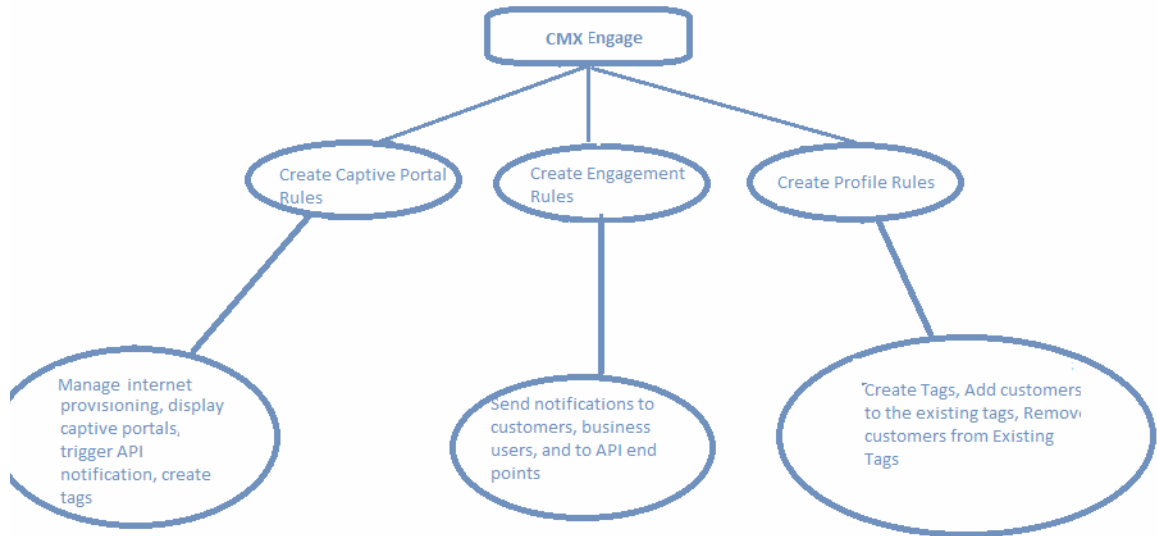 CMX Engage
Create Captive Portal
Rules
Create Engagement
Rules
Create Profile Rules
Manage internet
provisioning, display
captive portals,
trigger API
notification, create
tags
Send notifications to
customers, business
users, and to API end
points
Create Tags, Add customers
to the existing tags, Remove
customers from Existing
Tags